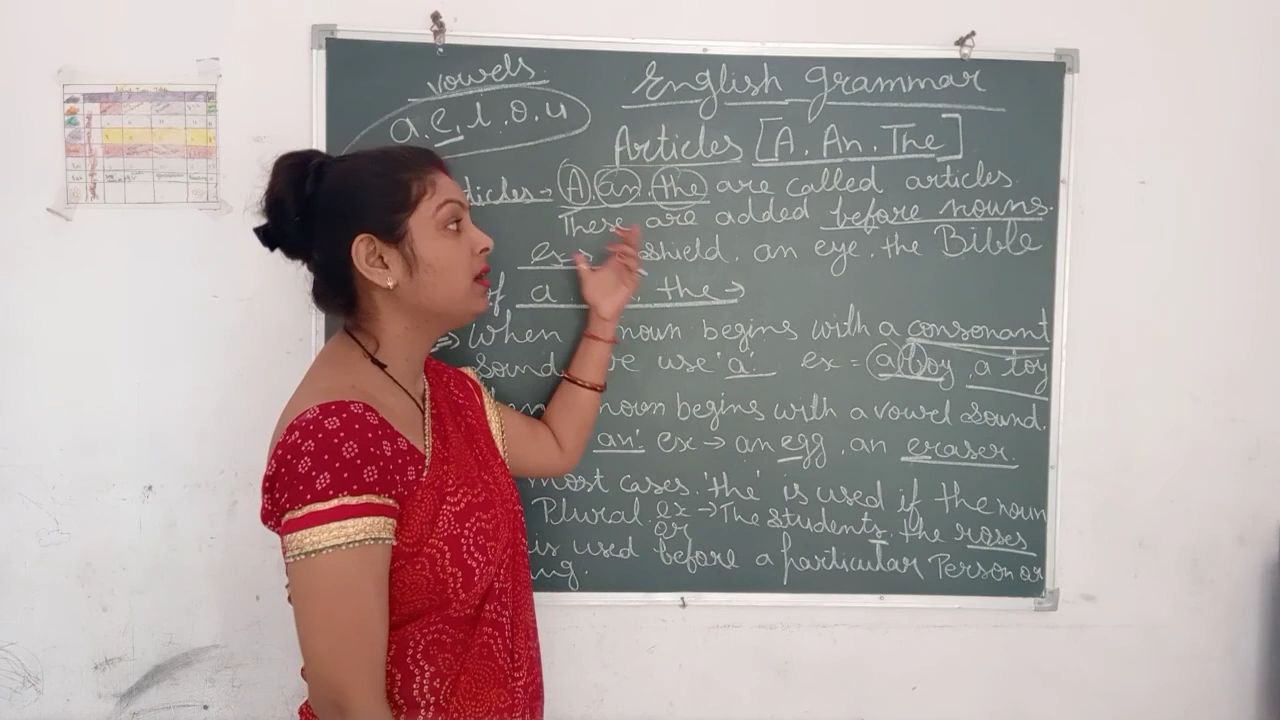 vowels
a. e, i. o. u
English Grammar
Articles [A. An. The]
ticles → A. an. the are called articles.
These are added before nouns.
ex shield. an eye. the Bible
of a the →
⇒ When noun begins with a consonant
sound use 'a'. ex = a boy, a toy
noun begins with a vowel sound.
an'. ex → an egg, an eraser.
most cases. 'the' is used if the noun
Plural. ex → The students. the roses
or
is used before a particular Person or
ng.